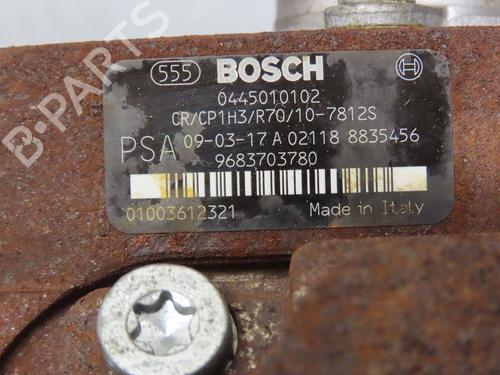 555 BOSCH
0445010102
CR/CP1H3/R70/10-7812S
PSA 09-03-17 A 02118 8835456
9683703780
01003612321 Made in Italy
B-PARTS